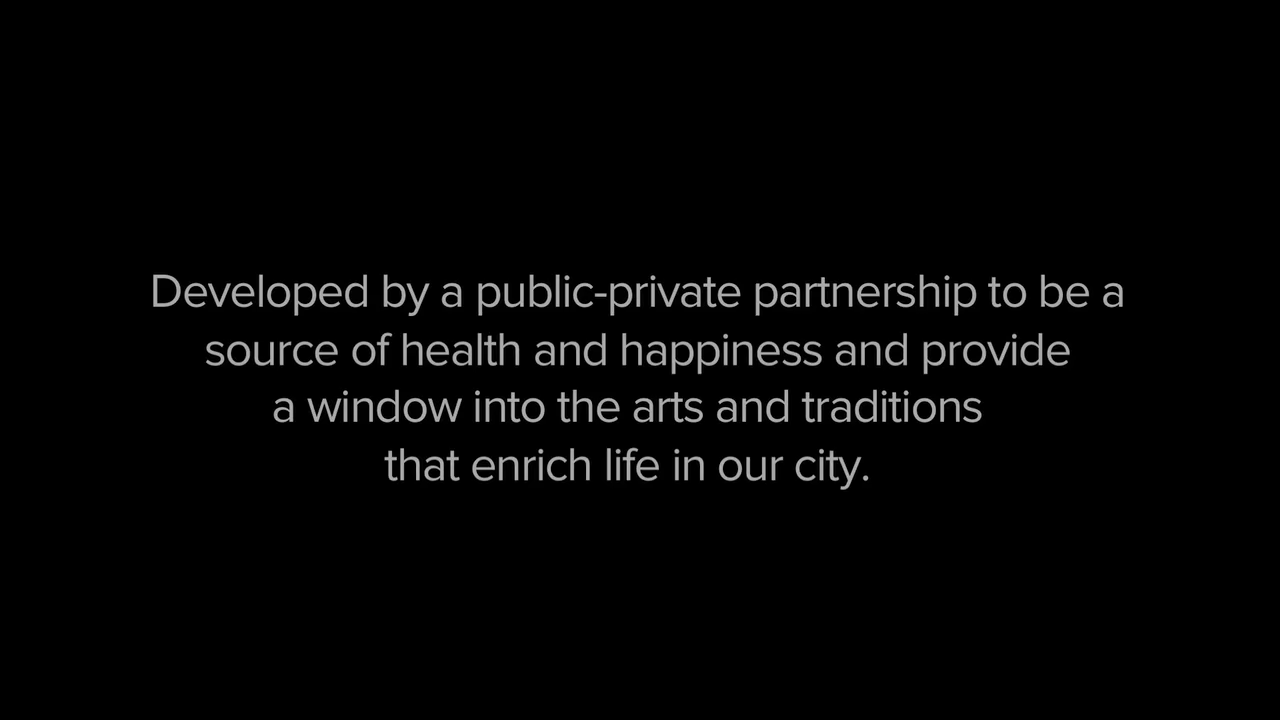 Developed by a public-private partnership to be a
source of health and happiness and provide
a window into the arts and traditions
that enrich life in our city.